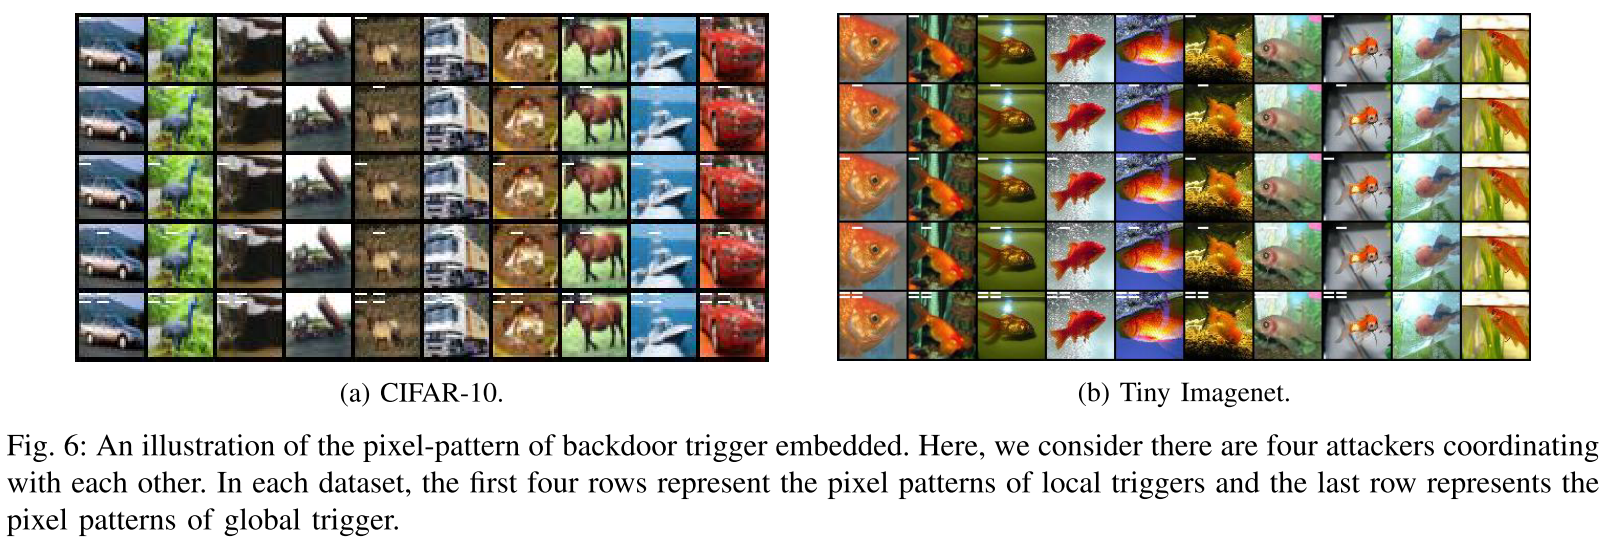 (a) CIFAR-10.
(b) Tiny Imagenet.
Fig. 6: An illustration of the pixel-pattern of backdoor trigger embedded. Here, we consider there are four attackers coordinating
with each other. In each dataset, the first four rows represent the pixel patterns of local triggers and the last row represents the
pixel patterns of global trigger.